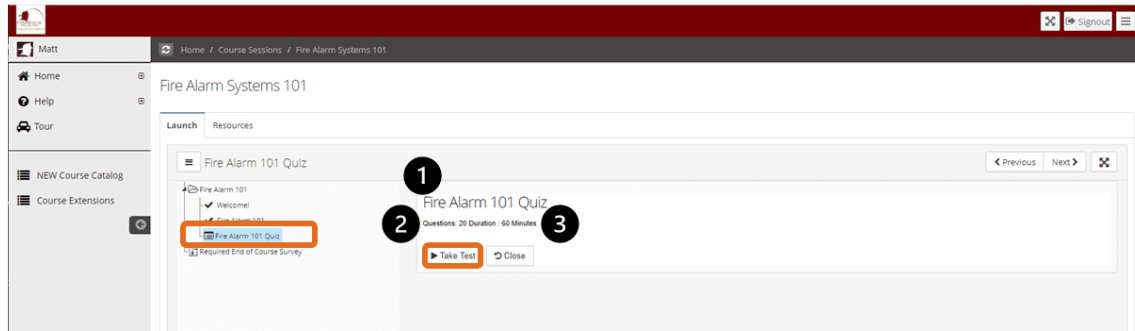 Signout
Matt
Home / Course Sessions / Fire Alarm Systems 101
Home
Help
Tour
NEW Course Catalog
Course Extensions
Fire Alarm Systems 101
Launch Resources
Fire Alarm 101 Quiz
Previous Next
Fire Alarm 101
Welcome!
Fire Alarm 101
Fire Alarm 101 Quiz
Required End of Course Survey
1
Fire Alarm 101 Quiz
2
Questions: 20 Duration : 60 Minutes
3
Take Test Close